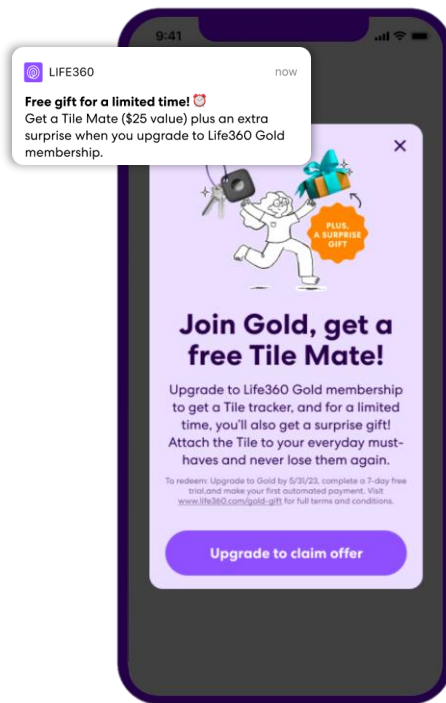 9:41
LIFE360 now
Free gift for a limited time! ⏰
Get a Tile Mate ($25 value) plus an extra
surprise when you upgrade to Life360 Gold
membership.
PLUS,
A SURPRISE
GIFT
Join Gold, get a
free Tile Mate!
Upgrade to Life360 Gold membership
to get a Tile tracker, and for a limited
time, you'll also get a surprise gift!
Attach the Tile to your everyday must-
haves and never lose them again.
To redeem: Upgrade to Gold by 5/31/23, complete a 7-day free
trial,and make your first automated payment. Visit
www.life360.com/gold-gift for full terms and conditions.
Upgrade to claim offer